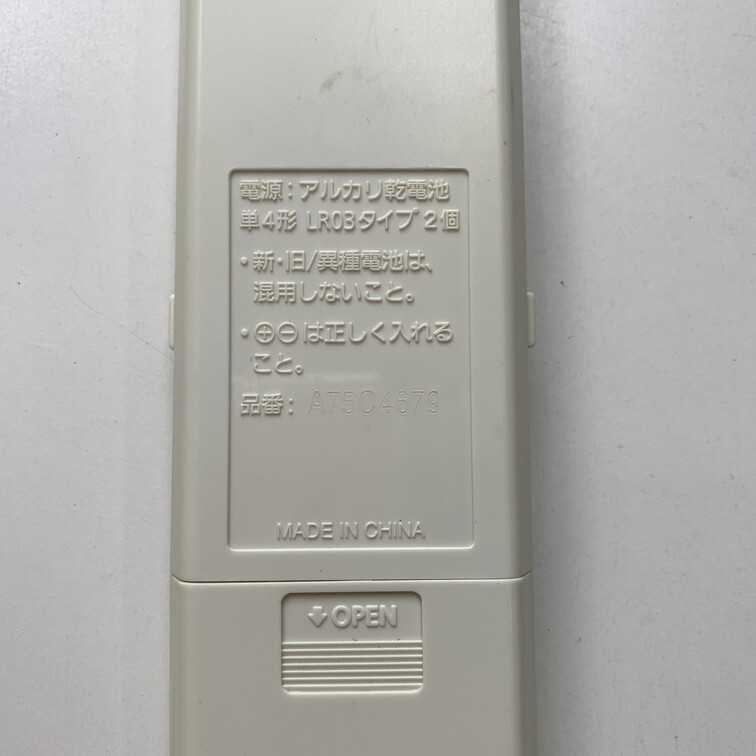 電源：アルカリ乾電池
単4形 LR03タイプ 2個
・新・旧/異種電池は、
混用しないこと。
・⊕⊖は正しく入れる
こと。
品番： A75C4679
MADE IN CHINA
↓OPEN